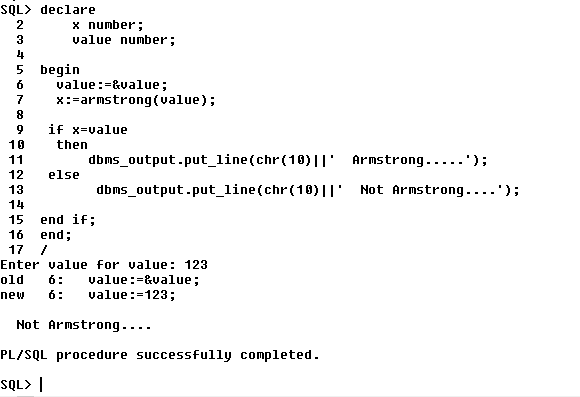 SQL> declare
  2      x number;
  3      value number;
  4
  5  begin
  6    value:=&value;
  7    x:=armstrong(value);
  8
  9   if x=value
 10    then
 11        dbms_output.put_line(chr(10)||'  Armstrong.....');
 12   else
 13         dbms_output.put_line(chr(10)||'  Not Armstrong....');
 14
 15  end if;
 16  end;
 17  /
Enter value for value: 123
old   6:   value:=&value;
new   6:   value:=123;
  Not Armstrong....
PL/SQL procedure successfully completed.
SQL>